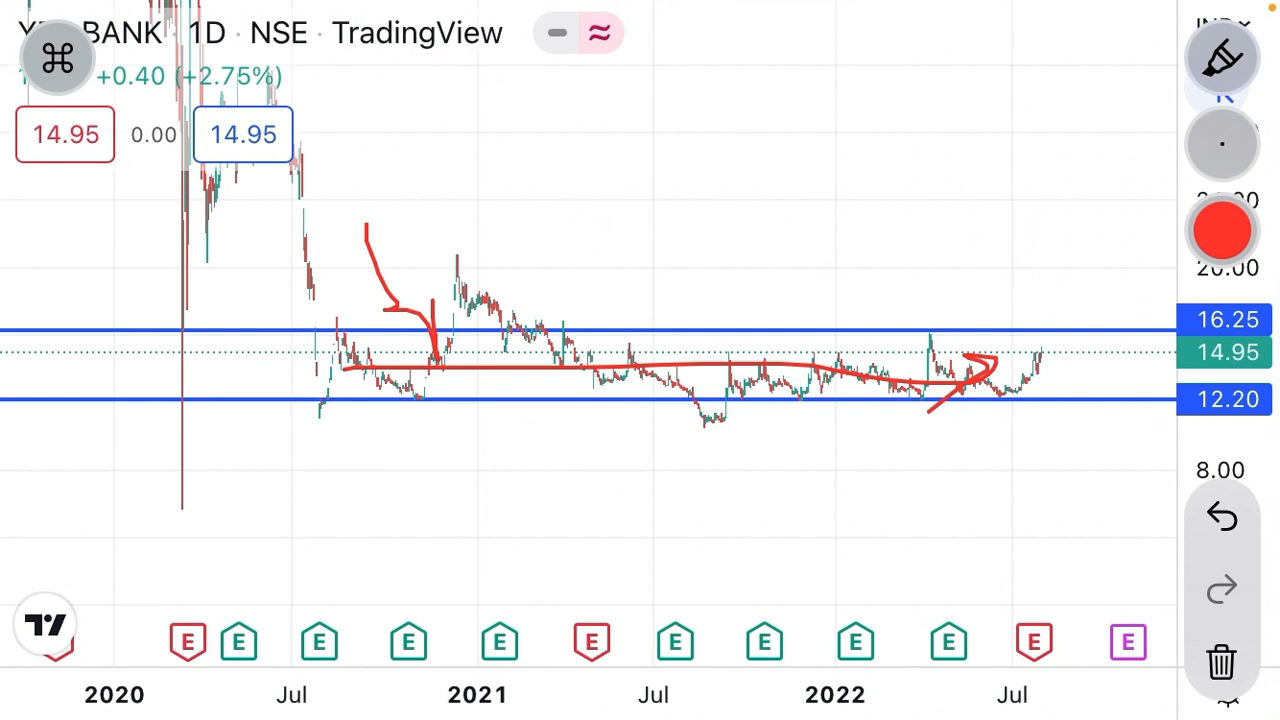 BANK · 1D · NSE · TradingView
+0.40 (+2.75%)
14.95 0.00 14.95
20.00
16.25
14.95
12.20
8.00
E E E E E E E E E E E E
2020 Jul 2021 Jul 2022 Jul